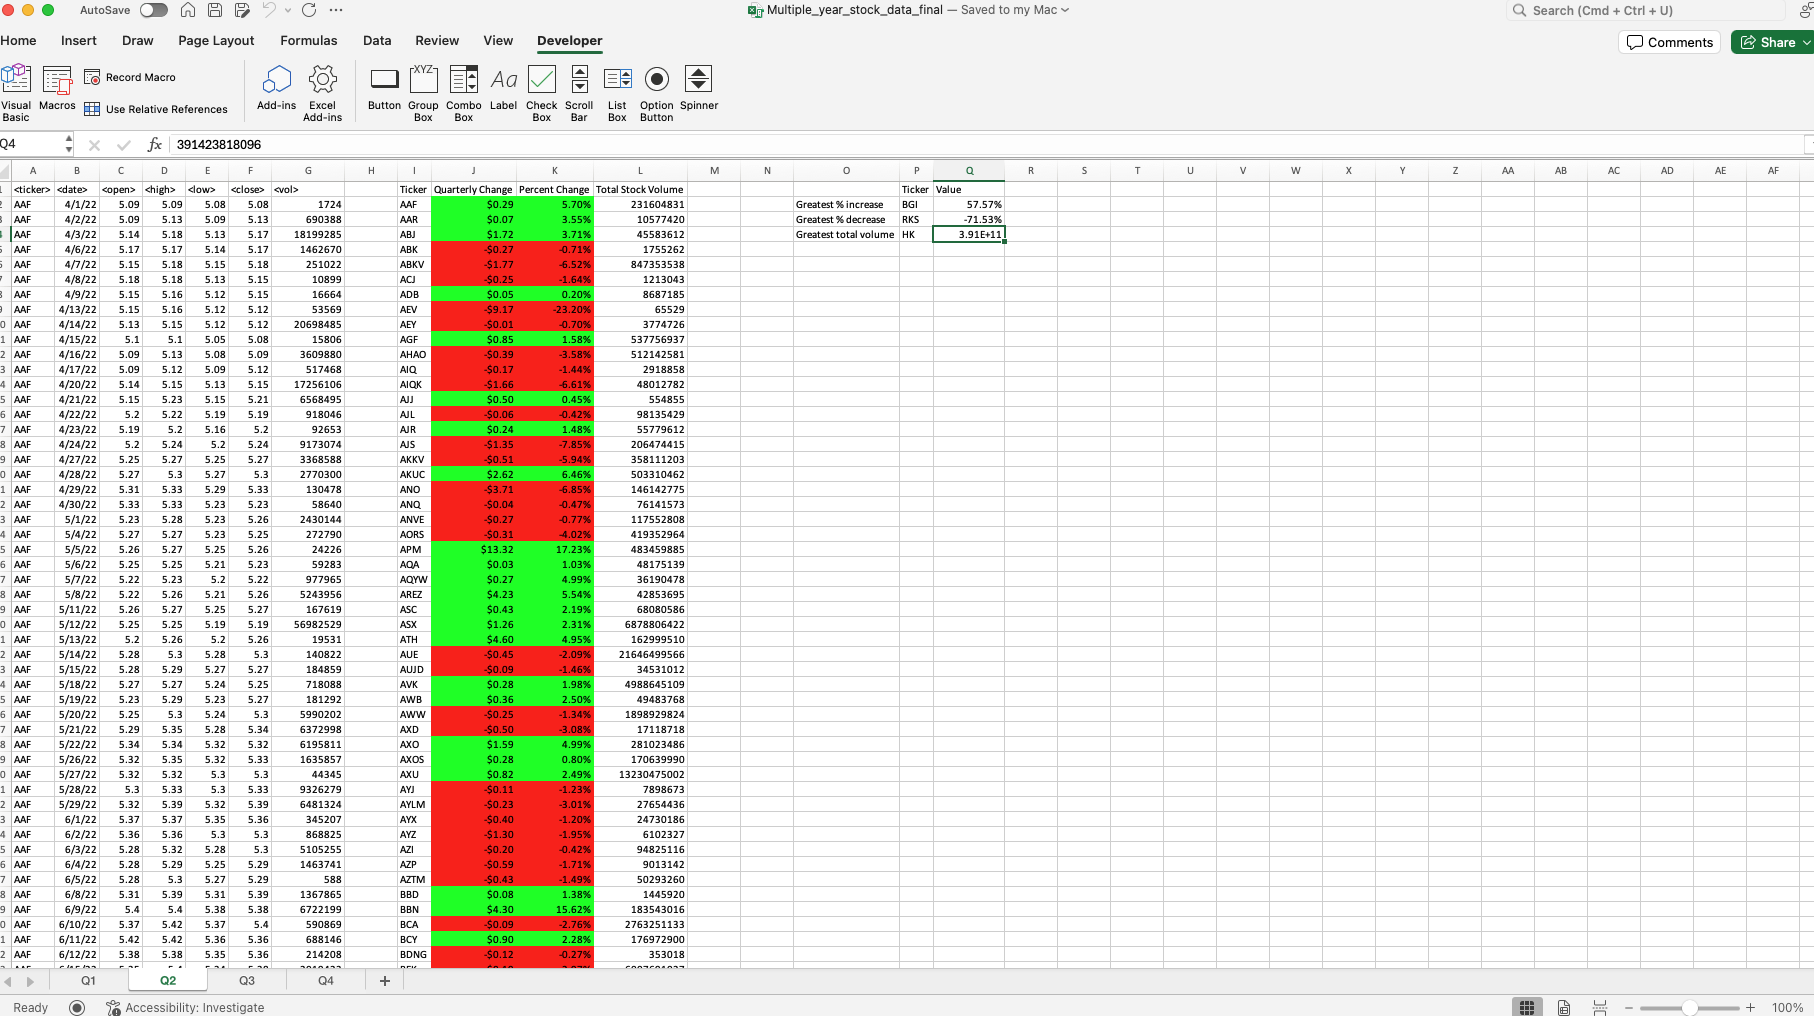 AutoSave
Multiple_year_stock_data_final — Saved to my Mac
Search (Cmd + Ctrl + U)
Home Insert Draw Page Layout Formulas Data Review View Developer
Comments Share
Visual Basic
Macros
Record Macro
Use Relative References
Add-ins
Excel Add-ins
Button
Group Box
Combo Box
Label
Check Box
Scroll Bar
List Box
Option Button
Spinner
Q4 fx 391423818096
A B C D E F G H I J K L M N O P Q R S T U V W X Y Z AA AB AC AD AE AF
<ticker> <date> <open> <high> <low> <close> <vol> Ticker Quarterly Change Percent Change Total Stock Volume Ticker Value
AAF 4/1/22 5.09 5.09 5.08 5.08 1724 AAF $0.29 5.70% 231604831 Greatest % increase BGI 57.57%
AAF 4/2/22 5.09 5.13 5.09 5.13 690388 AAR $0.07 3.55% 10577420 Greatest % decrease RKS -71.53%
AAF 4/3/22 5.14 5.18 5.13 5.17 18199285 ABJ $1.72 3.71% 45583612 Greatest total volume HK 3.91E+11
AAF 4/6/22 5.17 5.17 5.14 5.17 1462670 ABK -$0.27 -0.71% 1755262
AAF 4/7/22 5.15 5.18 5.15 5.18 251022 ABKV -$1.77 -6.52% 847353538
AAF 4/8/22 5.18 5.18 5.13 5.15 10899 ACJ -$0.25 -1.64% 1213043
AAF 4/9/22 5.15 5.16 5.12 5.15 16664 ADB $0.05 0.20% 8687185
AAF 4/13/22 5.15 5.16 5.12 5.12 53569 AEV -$9.17 -23.20% 65529
AAF 4/14/22 5.13 5.15 5.12 5.12 20698485 AEY -$0.01 -0.70% 3774726
AAF 4/15/22 5.1 5.1 5.05 5.08 15806 AGF $0.85 1.58% 537756937
AAF 4/16/22 5.09 5.13 5.08 5.09 3609880 AHAO -$0.39 -3.58% 512142581
AAF 4/17/22 5.09 5.12 5.09 5.12 517468 AIQ -$0.17 -1.44% 2918858
AAF 4/20/22 5.14 5.15 5.13 5.15 17256106 AIQK -$1.66 -6.61% 48012782
AAF 4/21/22 5.15 5.23 5.15 5.21 6568495 AJJ $0.50 0.45% 554855
AAF 4/22/22 5.2 5.22 5.19 5.19 918046 AJL -$0.06 -0.42% 98135429
AAF 4/23/22 5.19 5.2 5.16 5.2 92653 AJR $0.24 1.48% 55779612
AAF 4/24/22 5.2 5.24 5.2 5.24 9173074 AJS -$1.35 -7.85% 206474415
AAF 4/27/22 5.25 5.27 5.25 5.27 3368588 AKKV -$0.51 -5.94% 358111203
AAF 4/28/22 5.27 5.3 5.27 5.3 2770300 AKUC $2.62 6.46% 503310462
AAF 4/29/22 5.31 5.33 5.29 5.33 130478 ANO -$3.71 -6.85% 146142775
AAF 4/30/22 5.33 5.33 5.23 5.23 58640 ANQ -$0.04 -0.47% 76141573
AAF 5/1/22 5.23 5.28 5.23 5.26 2430144 ANVE -$0.27 -0.77% 117552808
AAF 5/4/22 5.27 5.27 5.23 5.25 272790 AORS -$0.31 -4.02% 419352964
AAF 5/5/22 5.26 5.27 5.25 5.26 24226 APM $13.32 17.23% 483459885
AAF 5/6/22 5.25 5.25 5.21 5.23 59283 AQA $0.03 1.03% 48175139
AAF 5/7/22 5.22 5.23 5.2 5.22 977965 AQYW $0.27 4.99% 36190478
AAF 5/8/22 5.22 5.26 5.21 5.26 5243956 AREZ $4.23 5.54% 42853695
AAF 5/11/22 5.26 5.27 5.25 5.27 167619 ASC $0.43 2.19% 68080586
AAF 5/12/22 5.25 5.25 5.19 5.19 56982529 ASX $1.26 2.31% 6878806422
AAF 5/13/22 5.2 5.26 5.2 5.26 19531 ATH $4.60 4.95% 162999510
AAF 5/14/22 5.28 5.3 5.28 5.3 140822 AUE -$0.45 -2.09% 21646499566
AAF 5/15/22 5.28 5.29 5.27 5.27 184859 AUJD -$0.09 -1.46% 34531012
AAF 5/18/22 5.27 5.27 5.24 5.25 718088 AVK $0.28 1.98% 4988645109
AAF 5/19/22 5.23 5.29 5.23 5.27 181292 AWB $0.36 2.50% 49483768
AAF 5/20/22 5.25 5.3 5.24 5.3 5990202 AWW -$0.25 -1.34% 1898929824
AAF 5/21/22 5.29 5.35 5.28 5.34 6372998 AXD -$0.50 -3.08% 17118718
AAF 5/22/22 5.34 5.34 5.32 5.32 6195811 AXO $1.59 4.99% 281023486
AAF 5/26/22 5.32 5.35 5.32 5.33 1635857 AXOS $0.28 0.80% 170639990
AAF 5/27/22 5.32 5.32 5.3 5.3 44345 AXU $0.82 2.49% 13230475002
AAF 5/28/22 5.3 5.33 5.3 5.33 9326279 AYJ -$0.11 -1.23% 7898673
AAF 5/29/22 5.32 5.39 5.32 5.39 6481324 AYLM -$0.23 -3.01% 27654436
AAF 6/1/22 5.37 5.37 5.35 5.36 345207 AYX -$0.40 -1.20% 24730186
AAF 6/2/22 5.36 5.36 5.3 5.3 868825 AYZ -$1.30 -1.95% 6102327
AAF 6/3/22 5.28 5.32 5.28 5.3 5105255 AZI -$0.20 -0.42% 94825116
AAF 6/4/22 5.28 5.29 5.25 5.29 1463741 AZP -$0.59 -1.71% 9013142
AAF 6/5/22 5.28 5.3 5.27 5.29 588 AZTM -$0.43 -1.49% 50293260
AAF 6/8/22 5.31 5.39 5.31 5.39 1367865 BBD $0.08 1.38% 1445920
AAF 6/9/22 5.4 5.4 5.38 5.38 6722199 BBN $4.30 15.62% 183543016
AAF 6/10/22 5.37 5.42 5.37 5.4 590869 BCA -$0.09 -2.76% 2763251133
AAF 6/11/22 5.42 5.42 5.36 5.36 688146 BCY $0.90 2.28% 176972900
AAF 6/12/22 5.38 5.38 5.35 5.36 214208 BDNG -$0.12 -0.27% 353018
Q1 Q2 Q3 Q4 +
Ready Accessibility: Investigate 100%